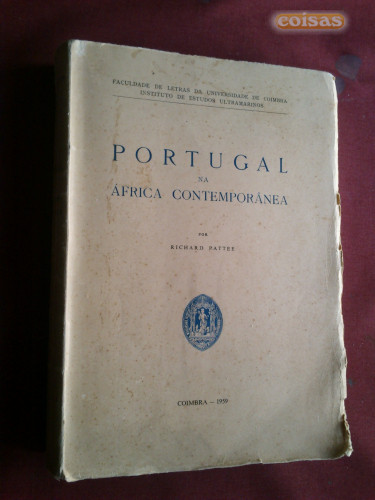 coisas
FACULDADE DE LETRAS DA UNIVERSIDADE DE COIMBRA
INSTITUTO DE ESTUDOS ULTRAMARINOS
PORTUGAL
NA
ÁFRICA CONTEMPORÂNEA
POR
RICHARD PATTEE
COIMBRA — 1959